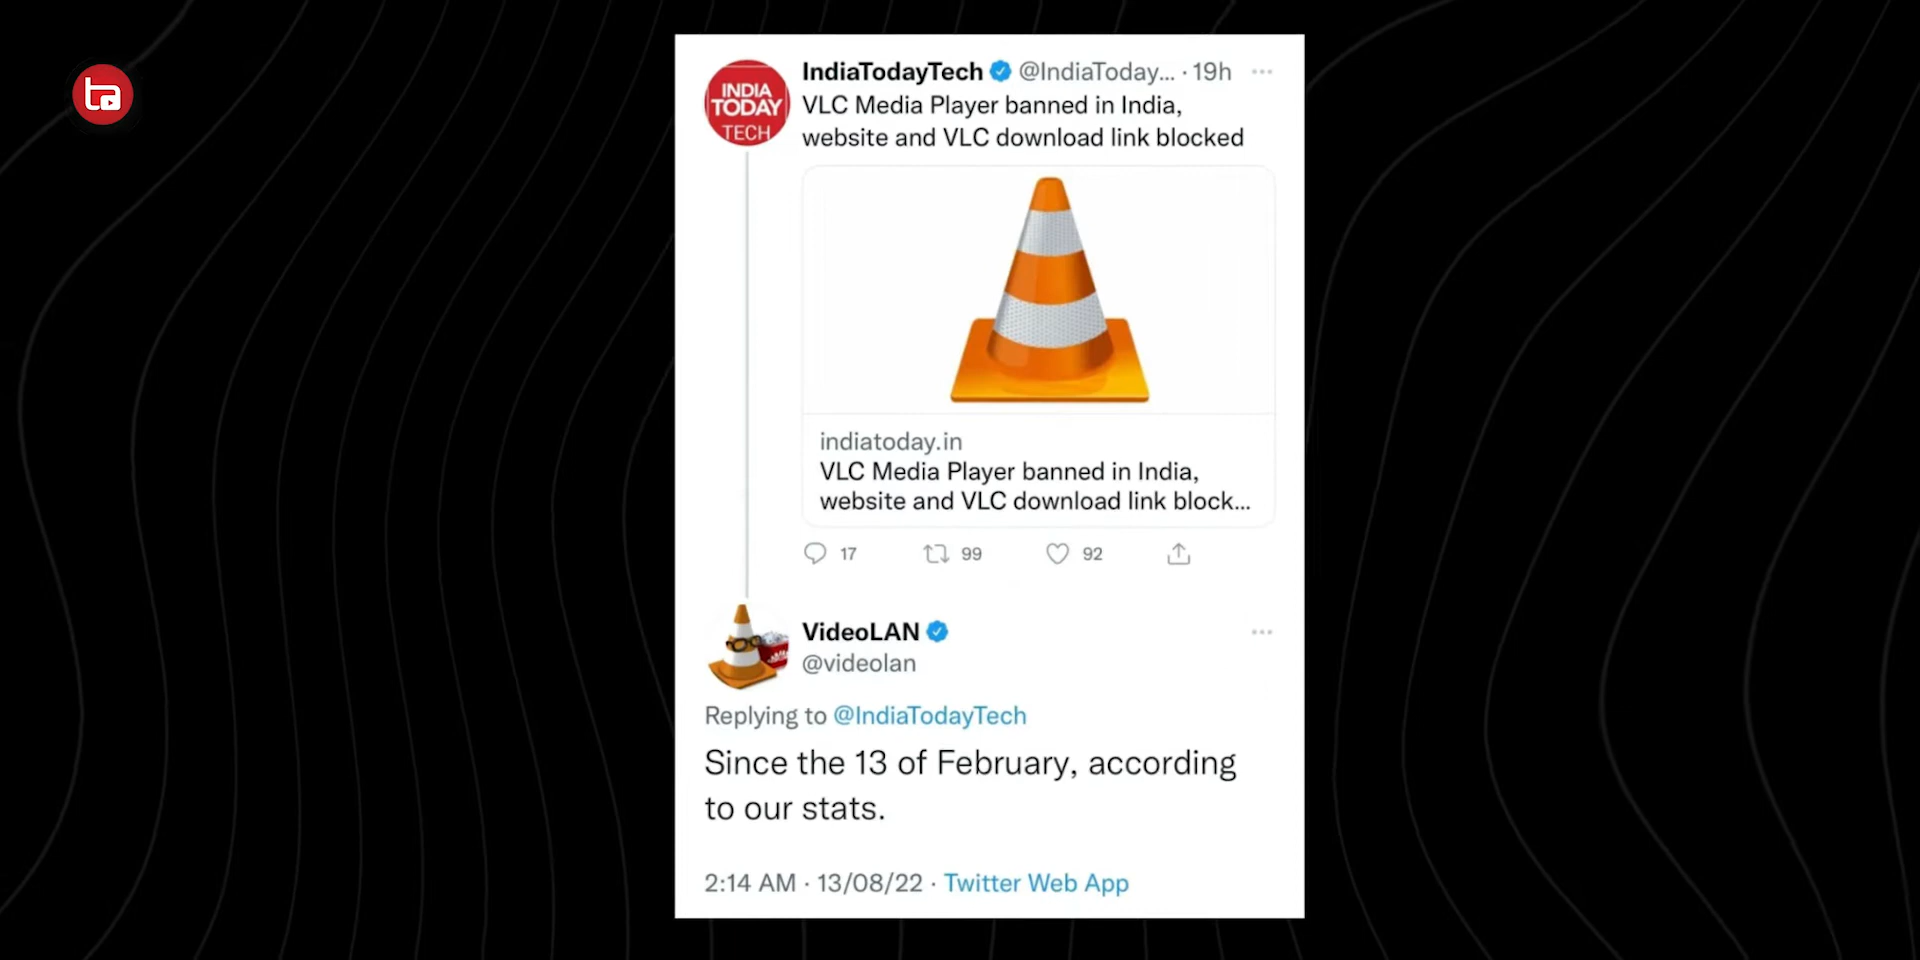 ta
IndiaTodayTech @IndiaToday... · 19h
INDIA
TODAY
TECH
VLC Media Player banned in India,
website and VLC download link blocked
indiatoday.in
VLC Media Player banned in India,
website and VLC download link block...
17 99 92
VideoLAN
@videolan
Replying to @IndiaTodayTech
Since the 13 of February, according
to our stats.
2:14 AM · 13/08/22 · Twitter Web App